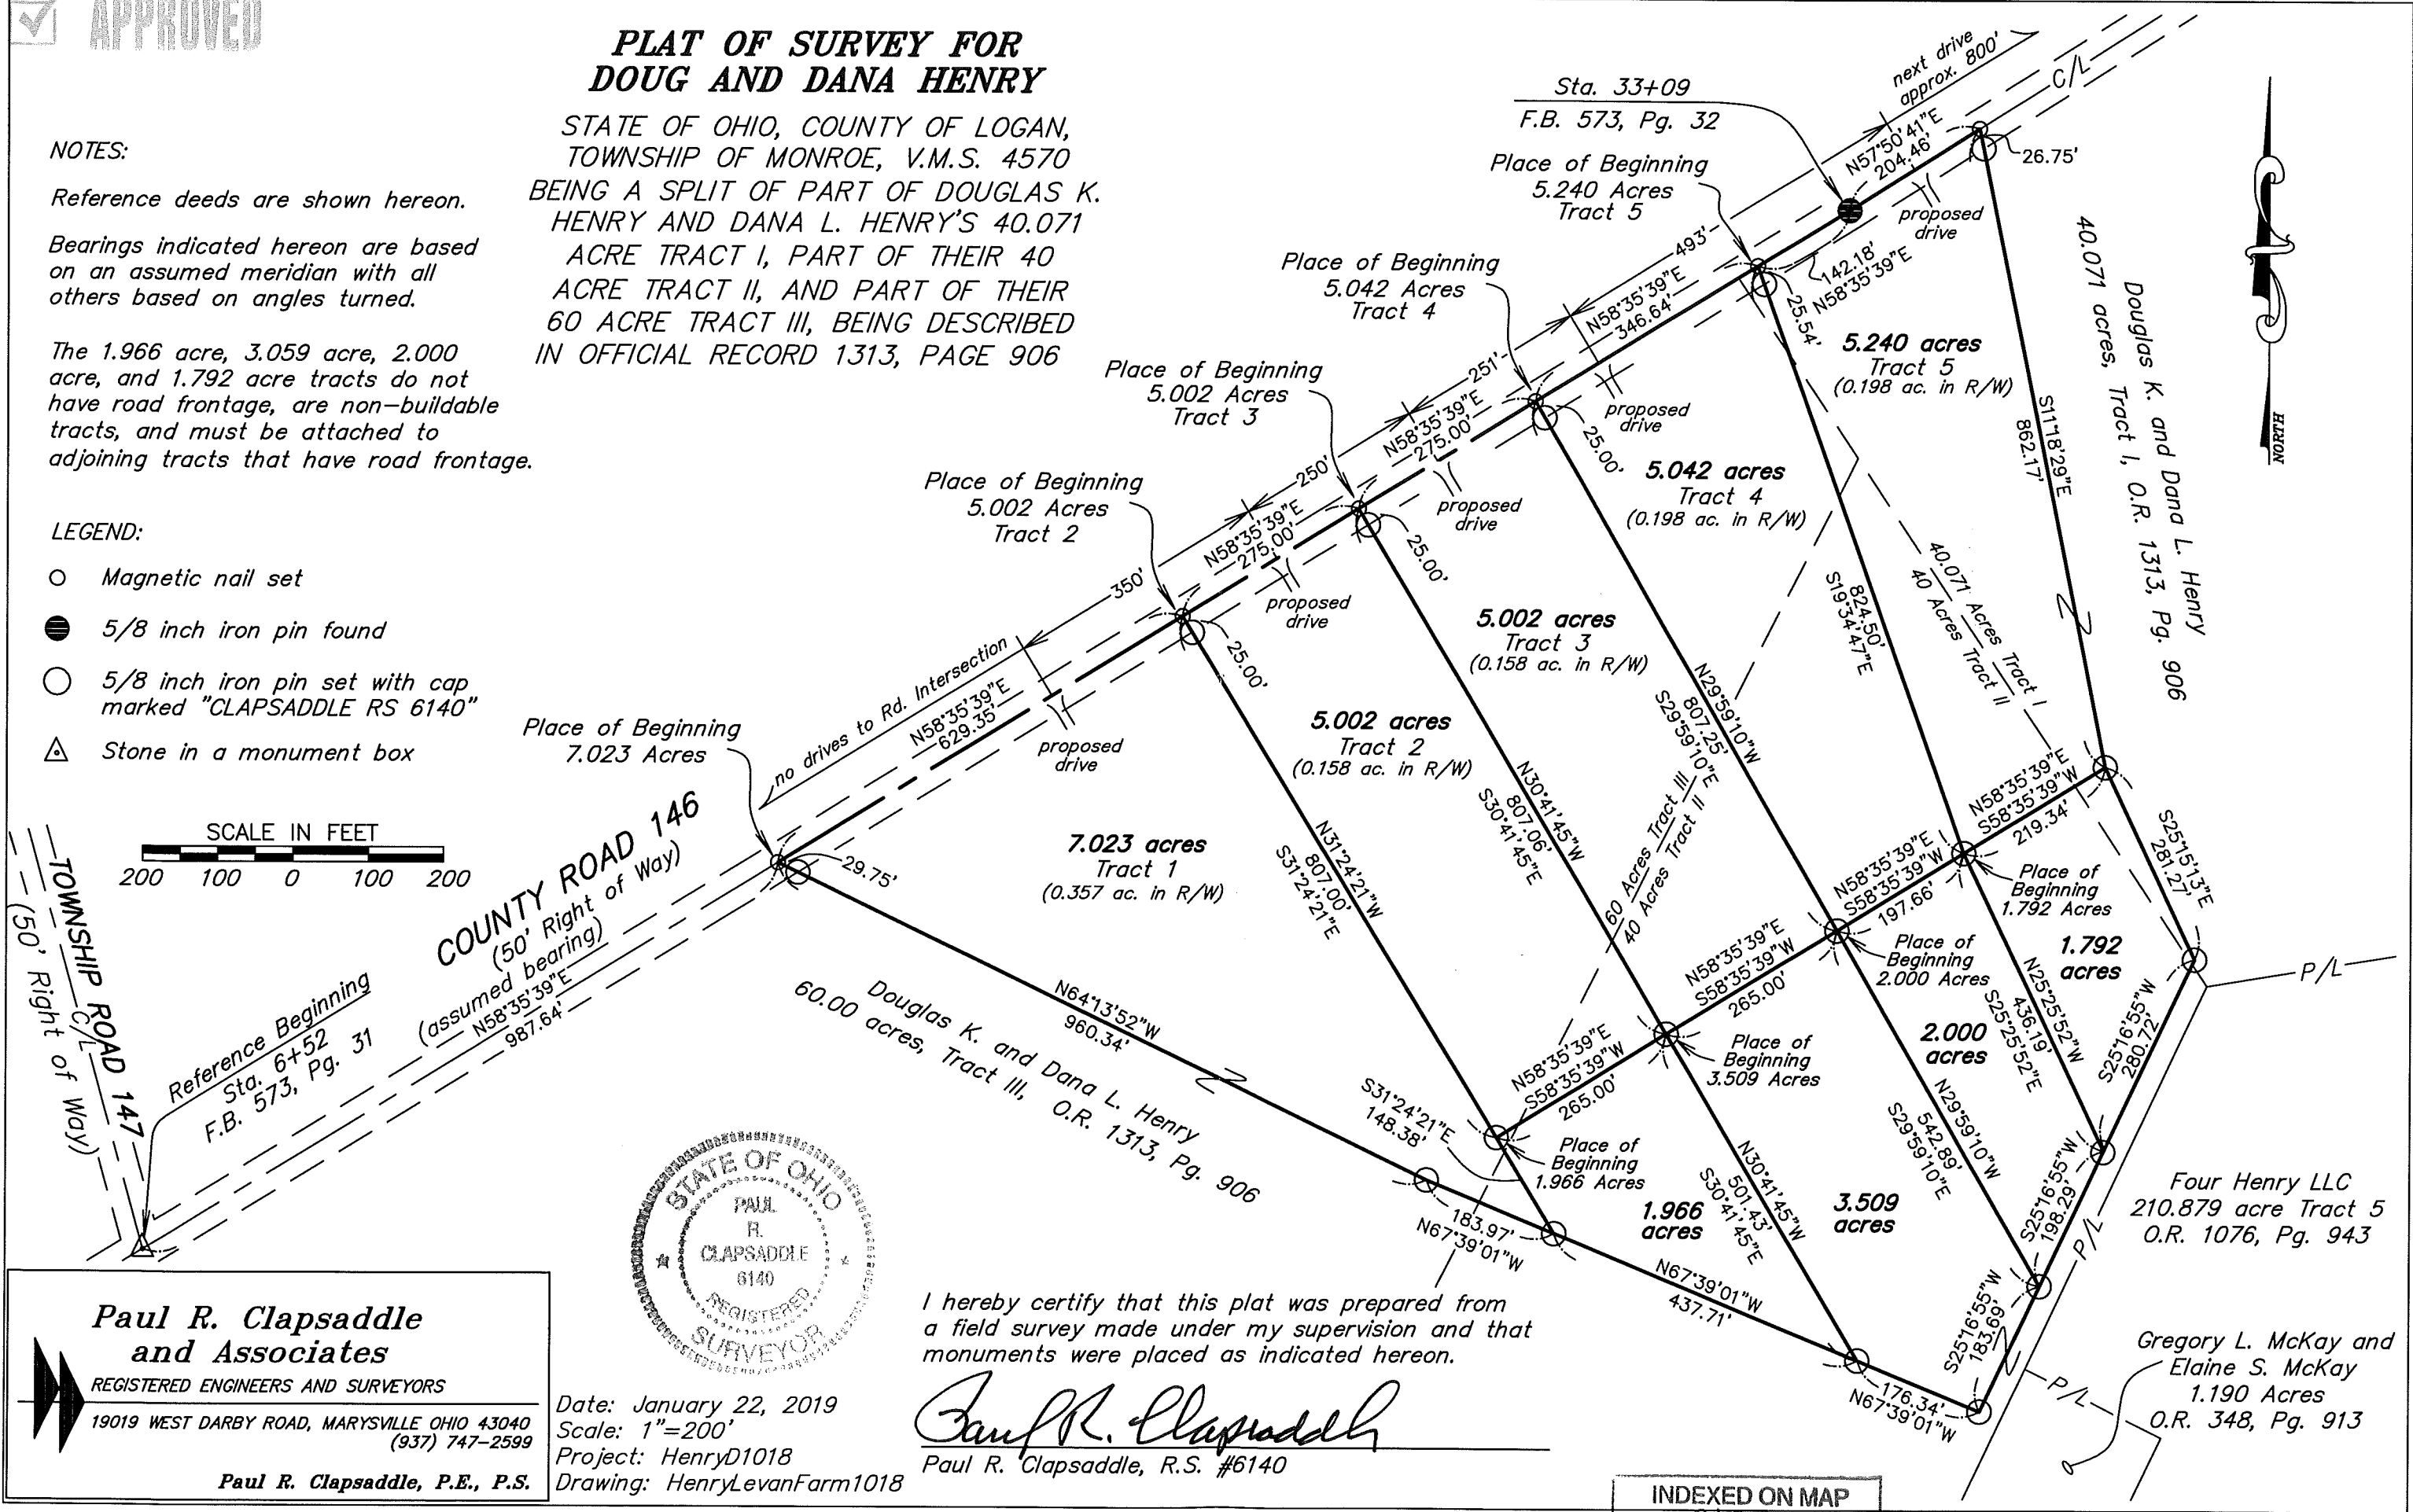 APPROVED
PLAT OF SURVEY FOR
DOUG AND DANA HENRY
STATE OF OHIO, COUNTY OF LOGAN,
TOWNSHIP OF MONROE, V.M.S. 4570
BEING A SPLIT OF PART OF DOUGLAS K.
HENRY AND DANA L. HENRY'S 40.071
ACRE TRACT I, PART OF THEIR 40
ACRE TRACT II, AND PART OF THEIR
60 ACRE TRACT III, BEING DESCRIBED
IN OFFICIAL RECORD 1313, PAGE 906
NOTES:
Reference deeds are shown hereon.
Bearings indicated hereon are based
on an assumed meridian with all
others based on angles turned.
The 1.966 acre, 3.059 acre, 2.000
acre, and 1.792 acre tracts do not
have road frontage, are non-buildable
tracts, and must be attached to
adjoining tracts that have road frontage.
LEGEND:
Magnetic nail set
5/8 inch iron pin found
5/8 inch iron pin set with cap
marked "CLAPSADDLE RS 6140"
Stone in a monument box
SCALE IN FEET
200 100 0 100 200
TOWNSHIP ROAD 147
C/L
(50' Right of Way)
Reference Beginning
Sta. 6+52
F.B. 573, Pg. 31
COUNTY ROAD 146
(50' Right of Way)
(assumed bearing)
N58°35'39"E
987.64'
Place of Beginning
7.023 Acres
no drives to Rd. Intersection
N58°35'39"E
629.35'
350'
proposed
drive
29.75'
Place of Beginning
5.002 Acres
Tract 2
N58°35'39"E
275.00'
250'
proposed
drive
25.00'
Place of Beginning
5.002 Acres
Tract 3
N58°35'39"E
275.00'
251'
proposed
drive
25.00'
Place of Beginning
5.042 Acres
Tract 4
N58°35'39"E
346.64'
493'
proposed
drive
25.00'
Place of Beginning
5.240 Acres
Tract 5
Sta. 33+09
F.B. 573, Pg. 32
142.18'
N58°35'39"E
25.54'
N57°50'41"E
204.46'
next drive
approx. 800'
C/L
proposed
drive
26.75'
NORTH
7.023 acres
Tract 1
(0.357 ac. in R/W)
5.002 acres
Tract 2
(0.158 ac. in R/W)
5.002 acres
Tract 3
(0.158 ac. in R/W)
5.042 acres
Tract 4
(0.198 ac. in R/W)
5.240 acres
Tract 5
(0.198 ac. in R/W)
S11°18'29"E
862.17'
Douglas K. and Dana L. Henry
40.071 acres, Tract I, O.R. 1313, Pg. 906
824.50'
S19°34'47"E
40.071 Acres Tract I
40 Acres Tract II
N29°59'10"W
807.25'
S29°59'10"E
60 Acres Tract III
40 Acres Tract II
N30°41'45"W
807.06'
S30°41'45"E
N31°24'21"W
807.00'
S31°24'21"E
N64°13'52"W
960.34'
Douglas K. and Dana L. Henry
60.00 acres, Tract III, O.R. 1313, Pg. 906
N58°35'39"E
S58°35'39"W
265.00'
N58°35'39"E
S58°35'39"W
265.00'
N58°35'39"E
S58°35'39"W
197.66'
N58°35'39"E
S58°35'39"W
219.34'
S25°15'13"E
281.27'
Place of
Beginning
1.792 Acres
1.792
acres
Place of
Beginning
2.000 Acres
2.000
acres
Place of
Beginning
3.509 Acres
3.509
acres
Place of
Beginning
1.966 Acres
1.966
acres
N25°25'52"W
436.19'
S25°25'52"E
S25°16'55"W
280.72'
N29°59'10"W
542.89'
S29°59'10"E
S25°16'55"W
198.29'
N30°41'45"W
501.43'
S30°41'45"E
S25°16'55"W
183.69'
S31°24'21"E
148.38'
183.97'
N67°39'01"W
N67°39'01"W
437.71'
176.34'
N67°39'01"W
P/L
P/L
P/L
Four Henry LLC
210.879 acre Tract 5
O.R. 1076, Pg. 943
Gregory L. McKay and
Elaine S. McKay
1.190 Acres
O.R. 348, Pg. 913
STATE OF OHIO
PAUL
R.
CLAPSADDLE
6140
REGISTERED
SURVEYOR
I hereby certify that this plat was prepared from
a field survey made under my supervision and that
monuments were placed as indicated hereon.
Paul R. Clapsaddle
Paul R. Clapsaddle, R.S. #6140
Paul R. Clapsaddle
and Associates
REGISTERED ENGINEERS AND SURVEYORS
19019 WEST DARBY ROAD, MARYSVILLE OHIO 43040
(937) 747-2599
Paul R. Clapsaddle, P.E., P.S.
Date: January 22, 2019
Scale: 1"=200'
Project: HenryD1018
Drawing: HenryLevanFarm1018
INDEXED ON MAP